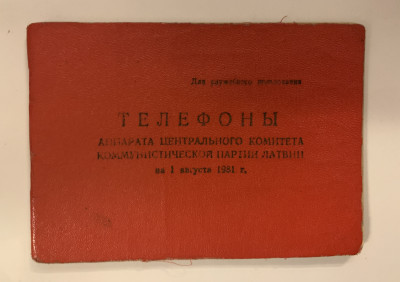 Для служебного пользования
ТЕЛЕФОНЫ
АППАРАТА ЦЕНТРАЛЬНОГО КОМИТЕТА
КОММУНИСТИЧЕСКОЙ ПАРТИИ ЛАТВИИ
на 1 августа 1981 г.